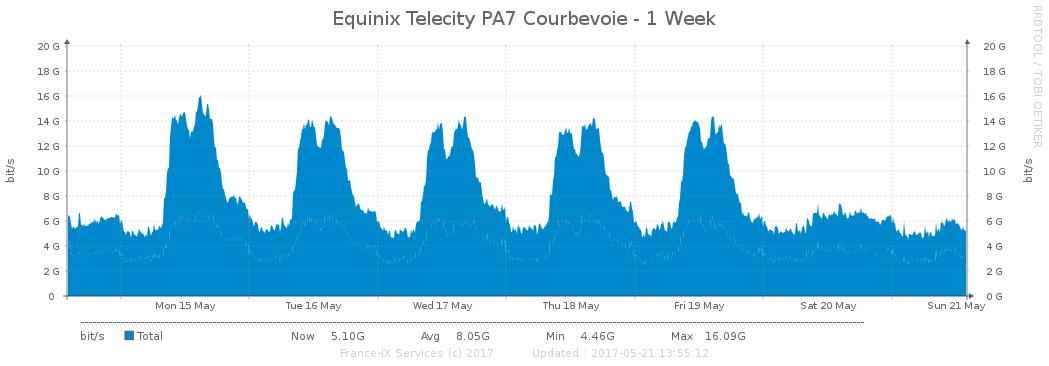 Equinix Telecity PA7 Courbevoie - 1 Week
RRDTOOL / TOBI OETIKER
bit/s
20 G
18 G
16 G
14 G
12 G
10 G
8 G
6 G
4 G
2 G
0
20 G
18 G
16 G
14 G
12 G
10 G
8 G
6 G
4 G
2 G
0 G
bit/s
Mon 15 May Tue 16 May Wed 17 May Thu 18 May Fri 19 May Sat 20 May Sun 21 May
bit/s Total Now 5.10G Avg 8.05G Min 4.46G Max 16.09G
France-IX Services (c) 2017 Updated : 2017-05-21 13:55:12